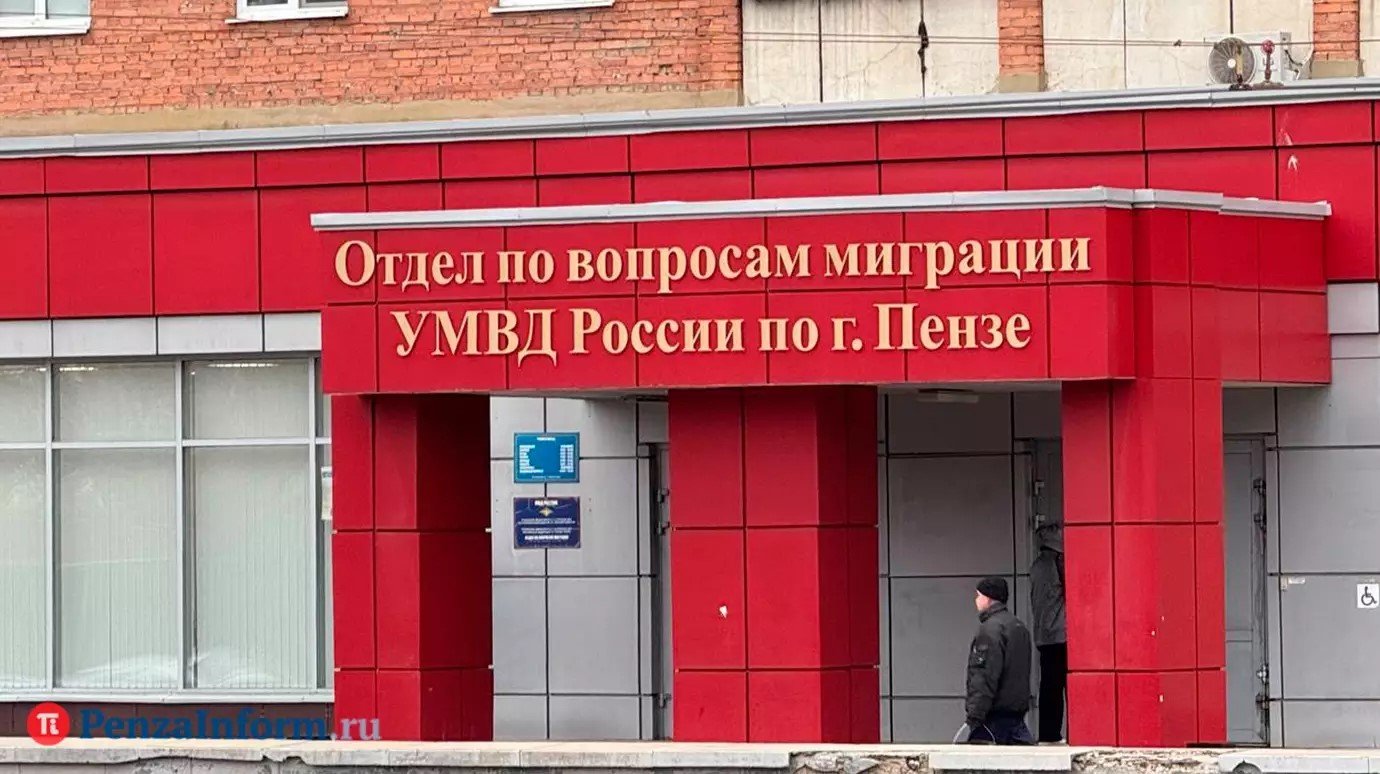 Отдел по вопросам миграции
УМВД России по г. Пензе
PenzaInform.ru